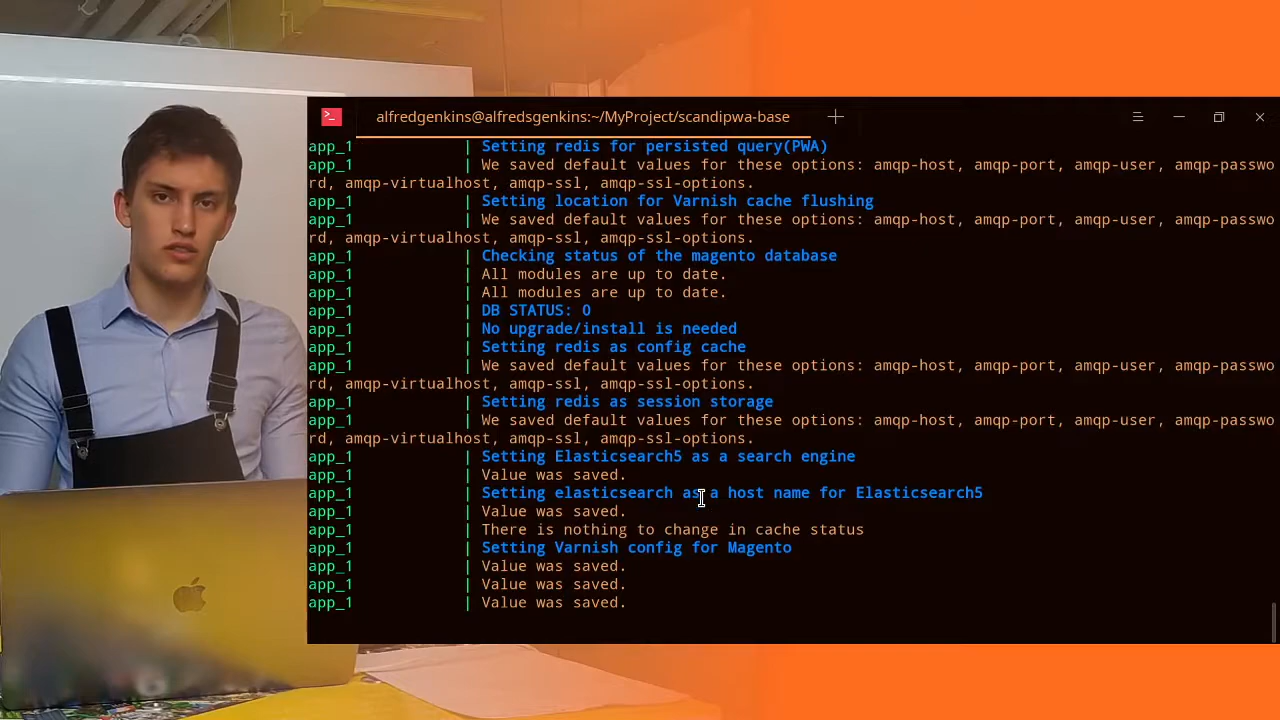 alfredgenkins@alfredsgenkins:~/MyProject/scandipwa-base
app_1 | Setting redis for persisted query(PWA)
app_1 | We saved default values for these options: amqp-host, amqp-port, amqp-user, amqp-passwo
rd, amqp-virtualhost, amqp-ssl, amqp-ssl-options.
app_1 | Setting location for Varnish cache flushing
app_1 | We saved default values for these options: amqp-host, amqp-port, amqp-user, amqp-passwo
rd, amqp-virtualhost, amqp-ssl, amqp-ssl-options.
app_1 | Checking status of the magento database
app_1 | All modules are up to date.
app_1 | All modules are up to date.
app_1 | DB STATUS: 0
app_1 | No upgrade/install is needed
app_1 | Setting redis as config cache
app_1 | We saved default values for these options: amqp-host, amqp-port, amqp-user, amqp-passwo
rd, amqp-virtualhost, amqp-ssl, amqp-ssl-options.
app_1 | Setting redis as session storage
app_1 | We saved default values for these options: amqp-host, amqp-port, amqp-user, amqp-passwo
rd, amqp-virtualhost, amqp-ssl, amqp-ssl-options.
app_1 | Setting Elasticsearch5 as a search engine
app_1 | Value was saved.
app_1 | Setting elasticsearch as a host name for Elasticsearch5
app_1 | Value was saved.
app_1 | There is nothing to change in cache status
app_1 | Setting Varnish config for Magento
app_1 | Value was saved.
app_1 | Value was saved.
app_1 | Value was saved.